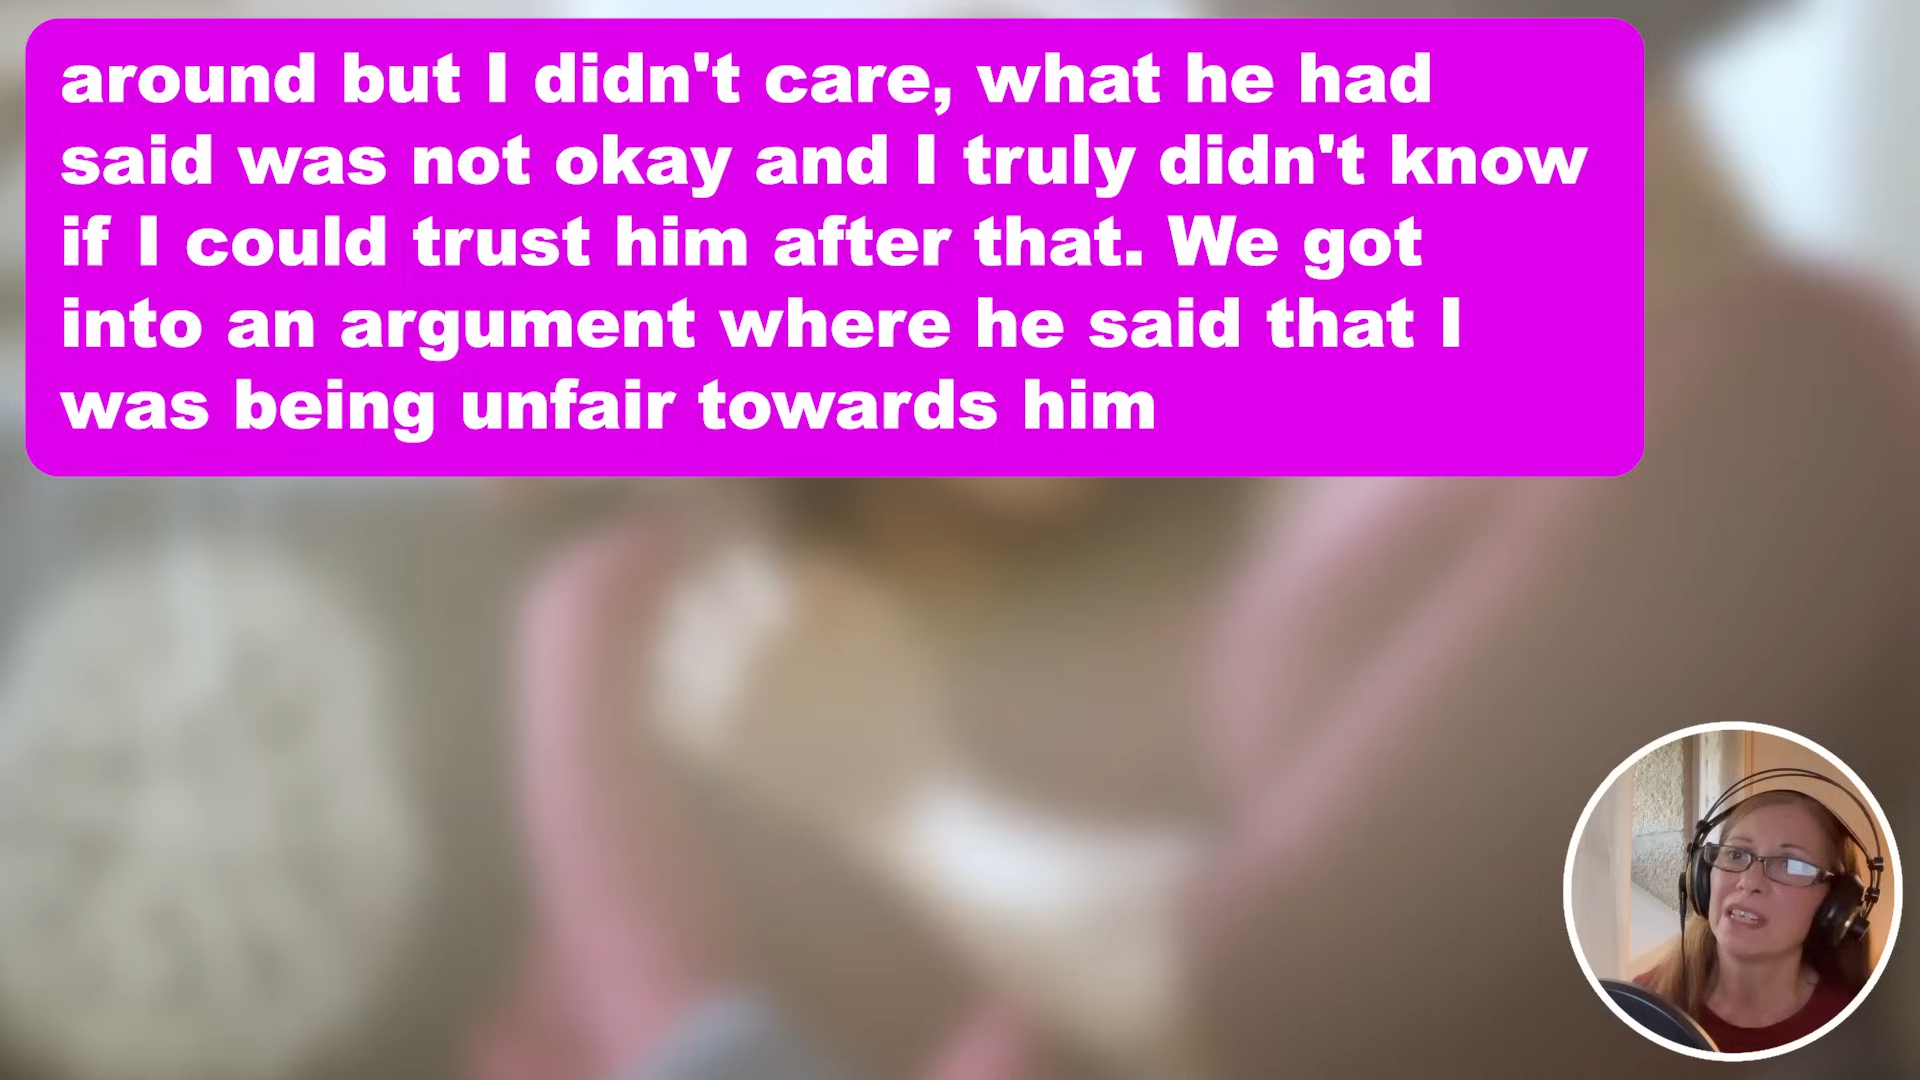 around but I didn't care, what he had
said was not okay and I truly didn't know
if I could trust him after that. We got
into an argument where he said that I
was being unfair towards him